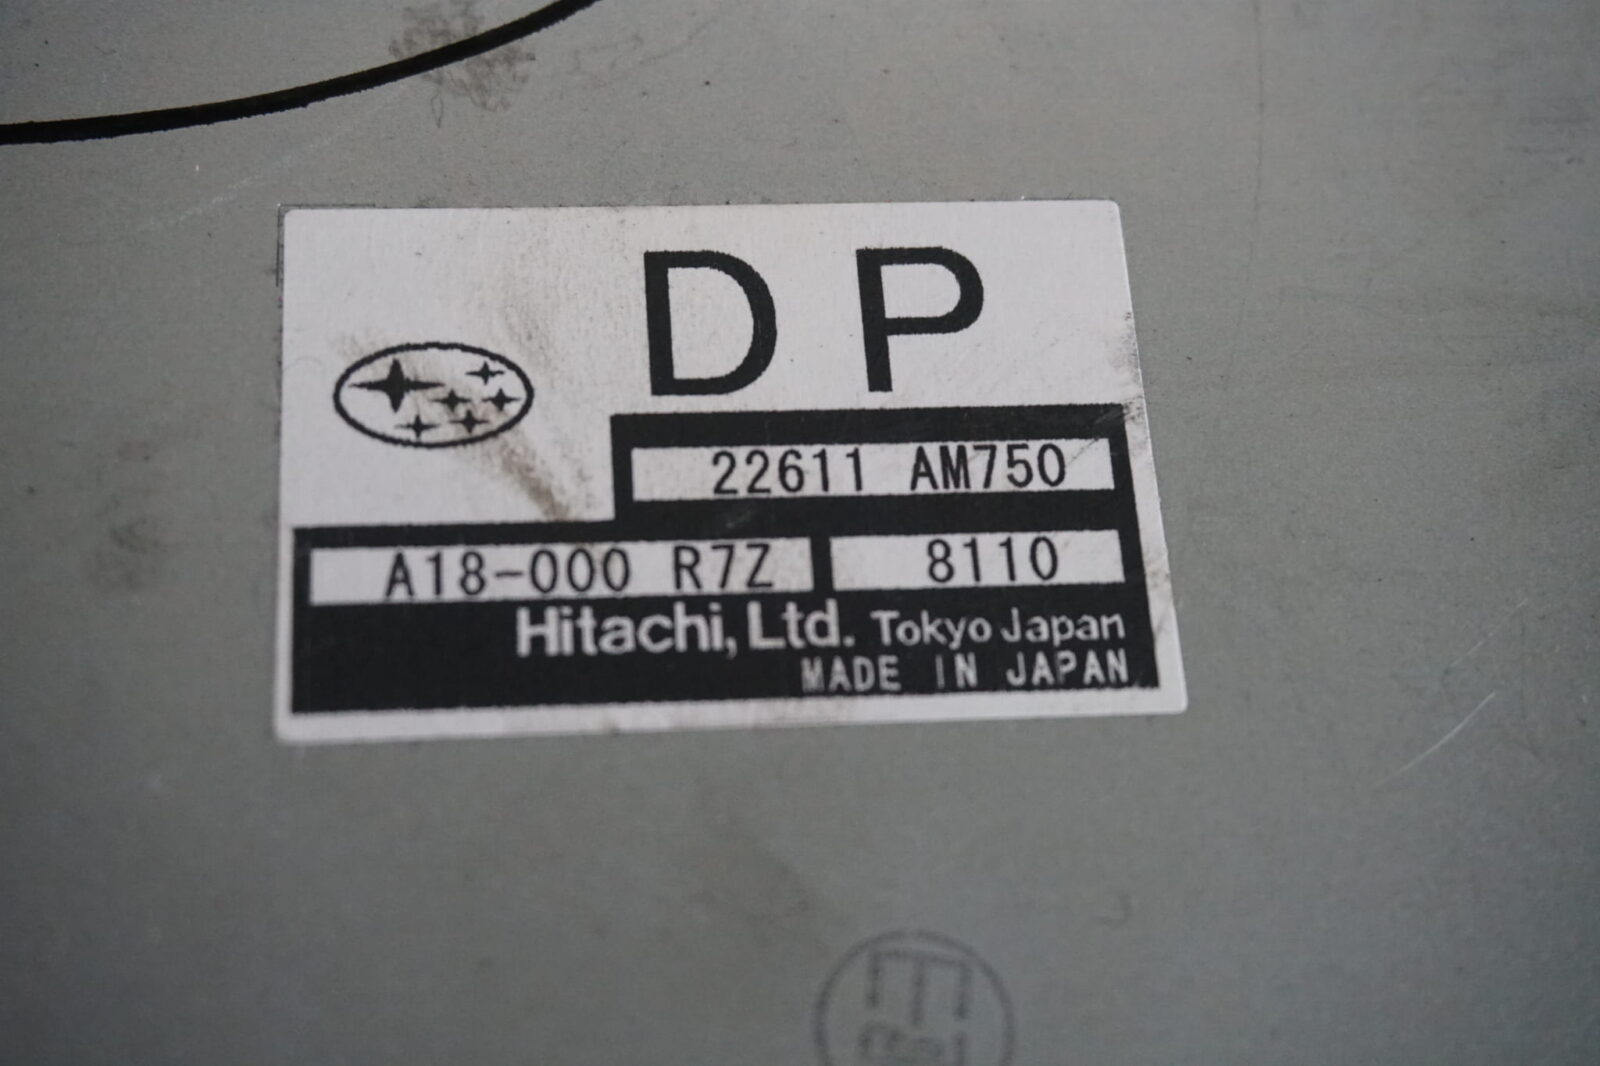 DP
22611 AM750
A18-000 R7Z 8110
Hitachi, Ltd. Tokyo Japan
MADE IN JAPAN